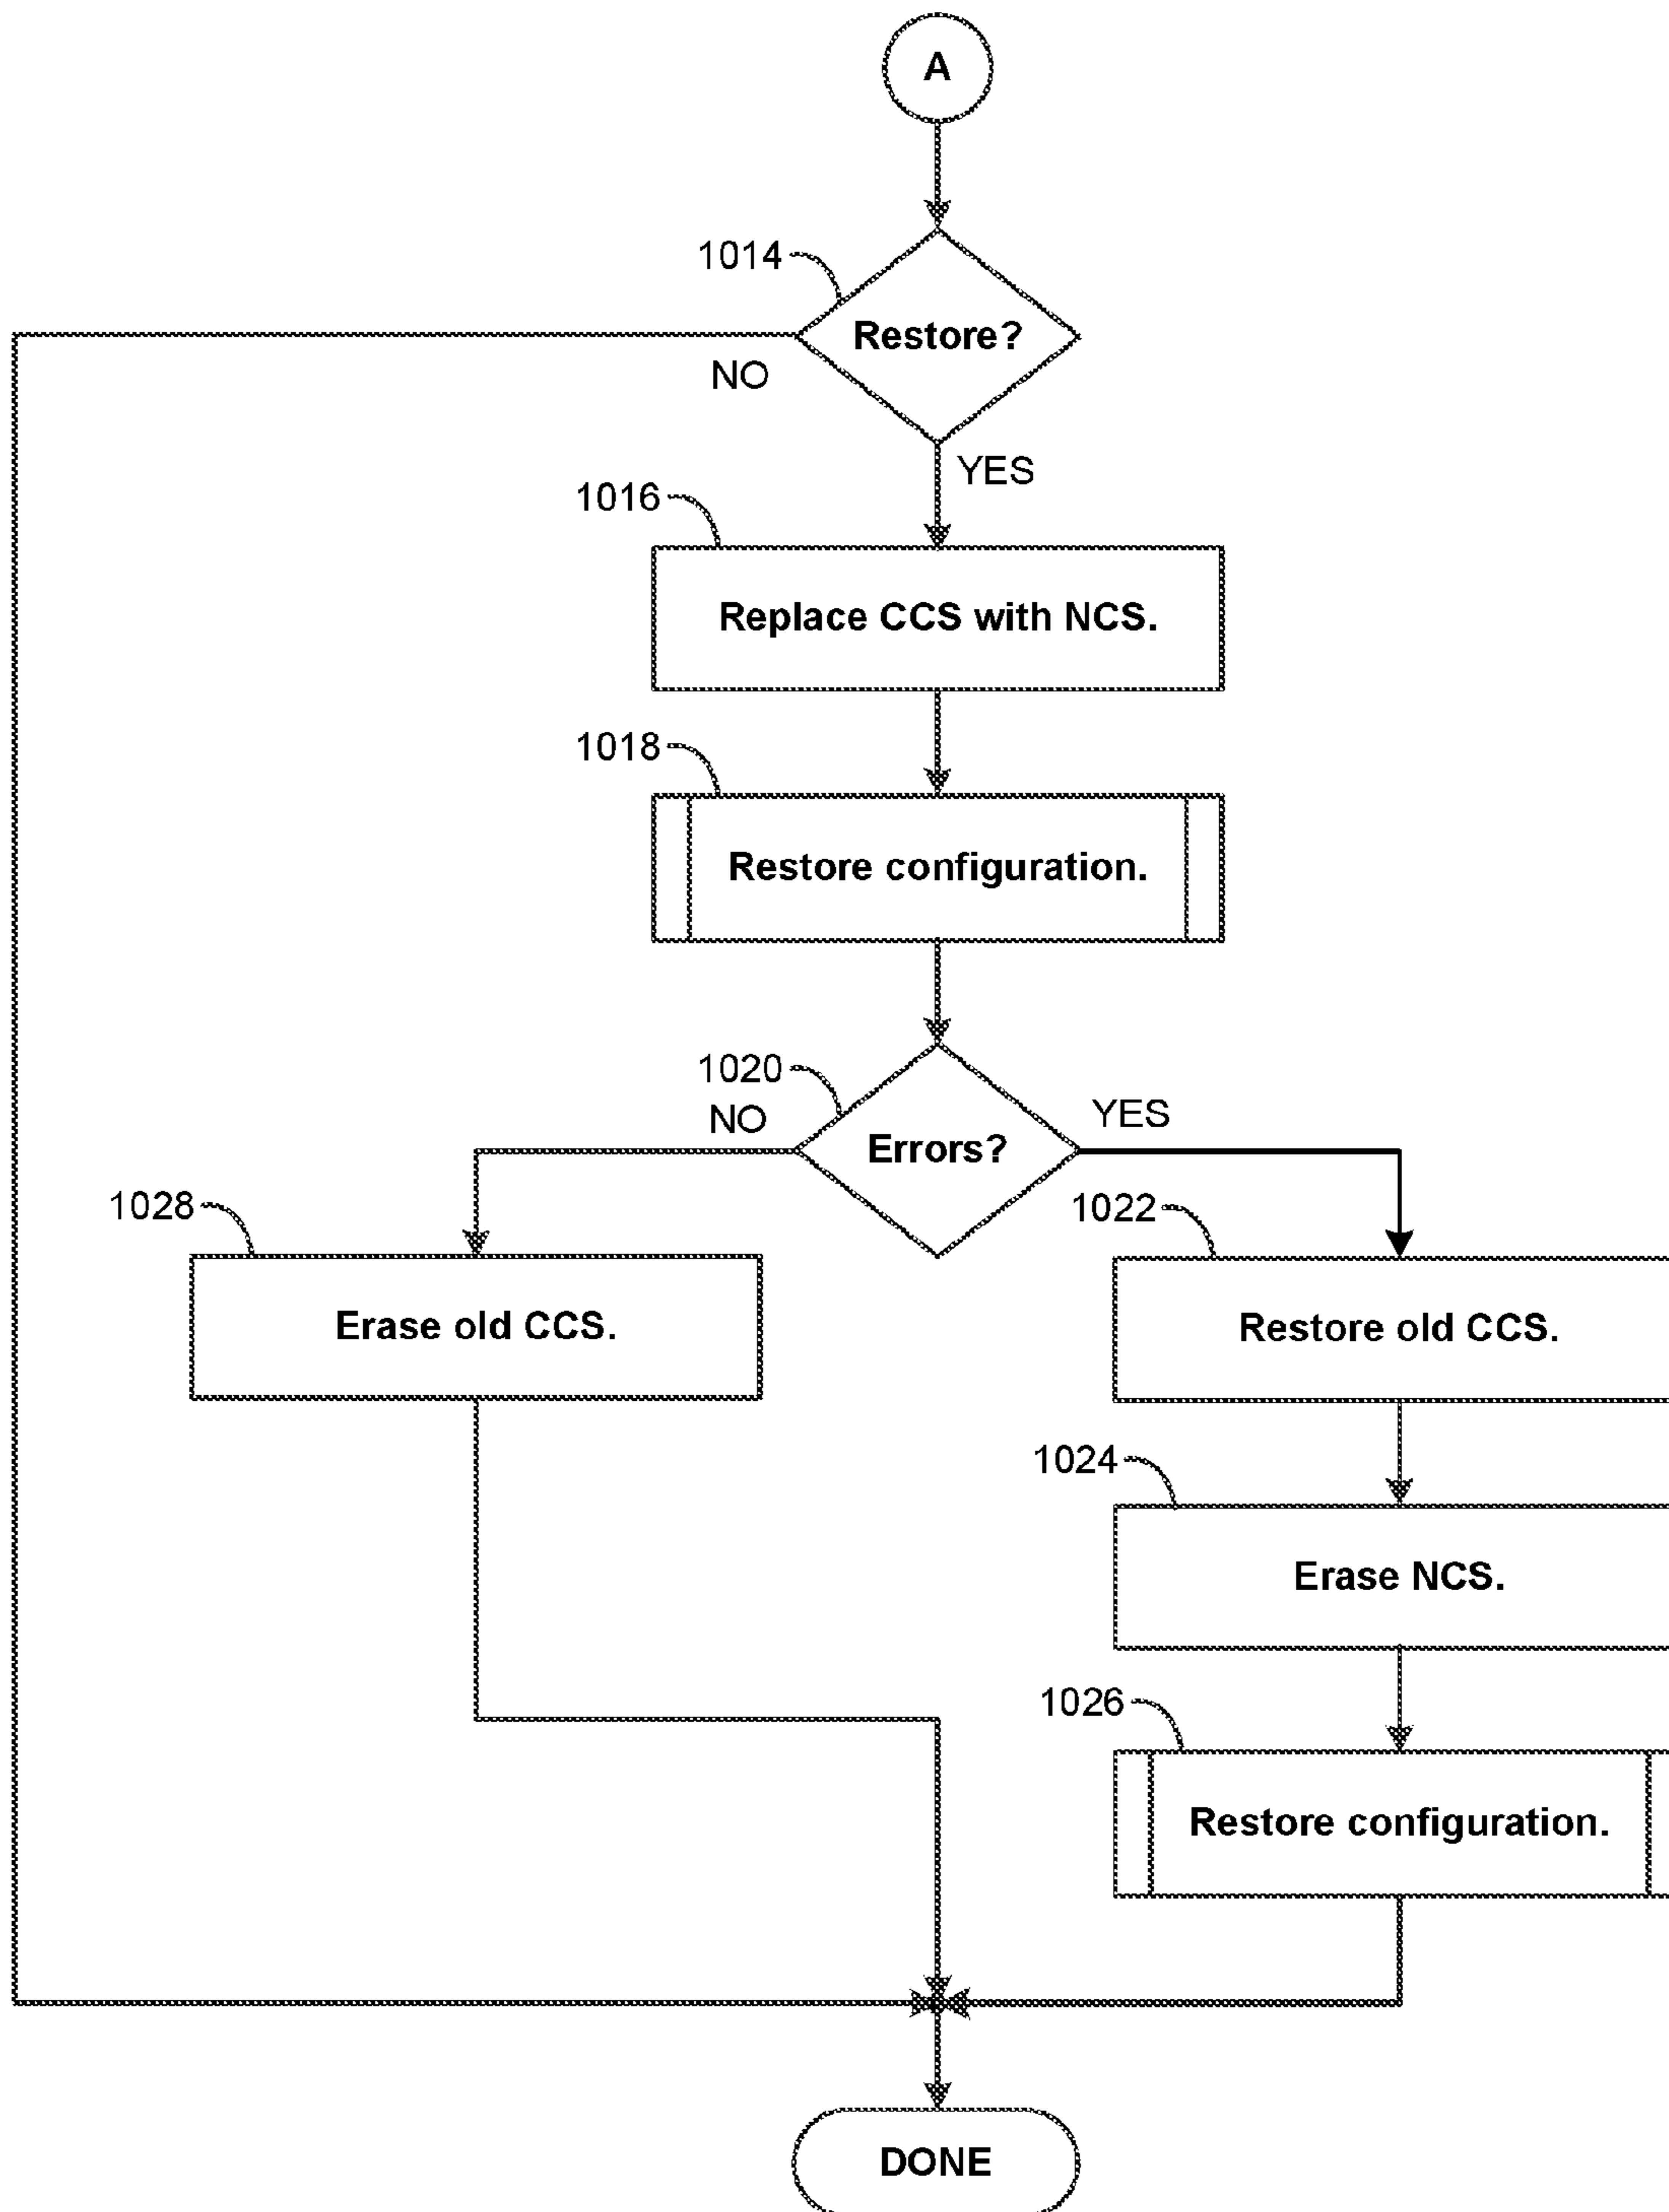 A
1014
Restore?
NO
YES
1016
Replace CCS with NCS.
1018
Restore configuration.
1020
NO
YES
Errors?
1028
1022
Erase old CCS.
Restore old CCS.
1024
Erase NCS.
1026
Restore configuration.
DONE